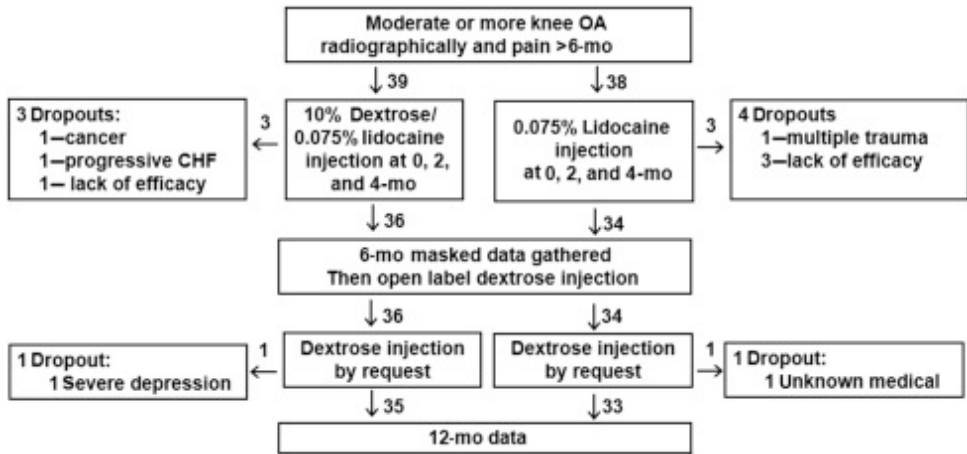 Moderate or more knee OA
radiographically and pain >6-mo
39
38
3 Dropouts:
1—cancer
1—progressive CHF
1— lack of efficacy
3
10% Dextrose/
0.075% lidocaine
injection at 0, 2,
and 4-mo
0.075% Lidocaine
injection
at 0, 2, and 4-mo
3
4 Dropouts
1—multiple trauma
3—lack of efficacy
36
34
6-mo masked data gathered
Then open label dextrose injection
36
34
1 Dropout:
1 Severe depression
1
Dextrose injection
by request
Dextrose injection
by request
1
1 Dropout:
1 Unknown medical
35
33
12-mo data